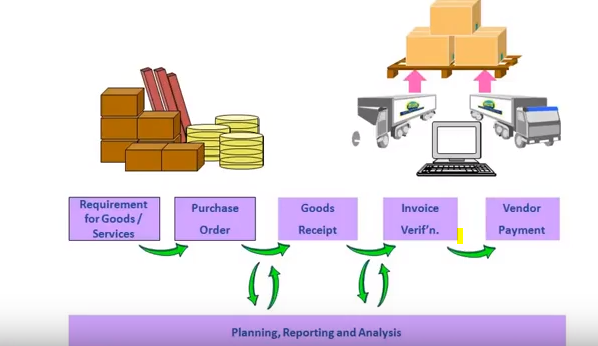 Requirement
for Goods /
Services
Purchase
Order
Goods
Receipt
Invoice
Verif'n.
Vendor
Payment
Planning, Reporting and Analysis